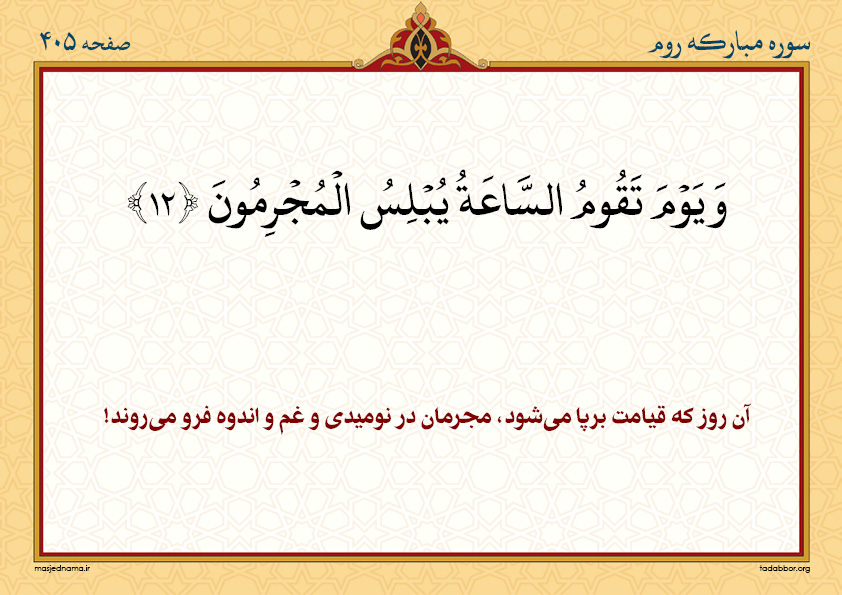 سوره مبارکه روم
صفحه ۴۰۵
وَ يَوْمَ تَقُومُ السَّاعَةُ يُبْلِسُ الْمُجْرِمُونَ ﴿۱۲﴾
آن روز که قیامت برپا می‌شود، مجرمان در نومیدی و غم و اندوه فرو می‌روند!
masjednama.ir
tadabbor.org